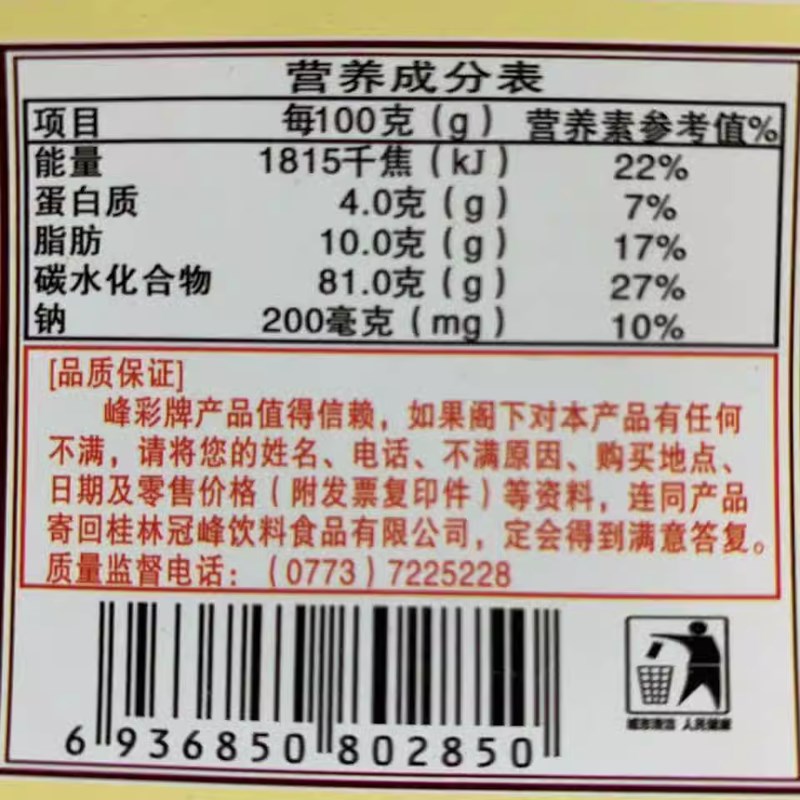 营养成分表
项目 每100克（g） 营养素参考值%
能量 1815千焦（kJ） 22%
蛋白质 4.0克（g） 7%
脂肪 10.0克（g） 17%
碳水化合物 81.0克（g） 27%
钠 200毫克（mg） 10%
[品质保证]
峰彩牌产品值得信赖，如果阁下对本产品有任何
不满，请将您的姓名、电话、不满原因、购买地点、
日期及零售价格（附发票复印件）等资料，连同产品
寄回桂林冠峰饮料食品有限公司，定会得到满意答复。
质量监督电话：（0773）7225228
6 936850 802850